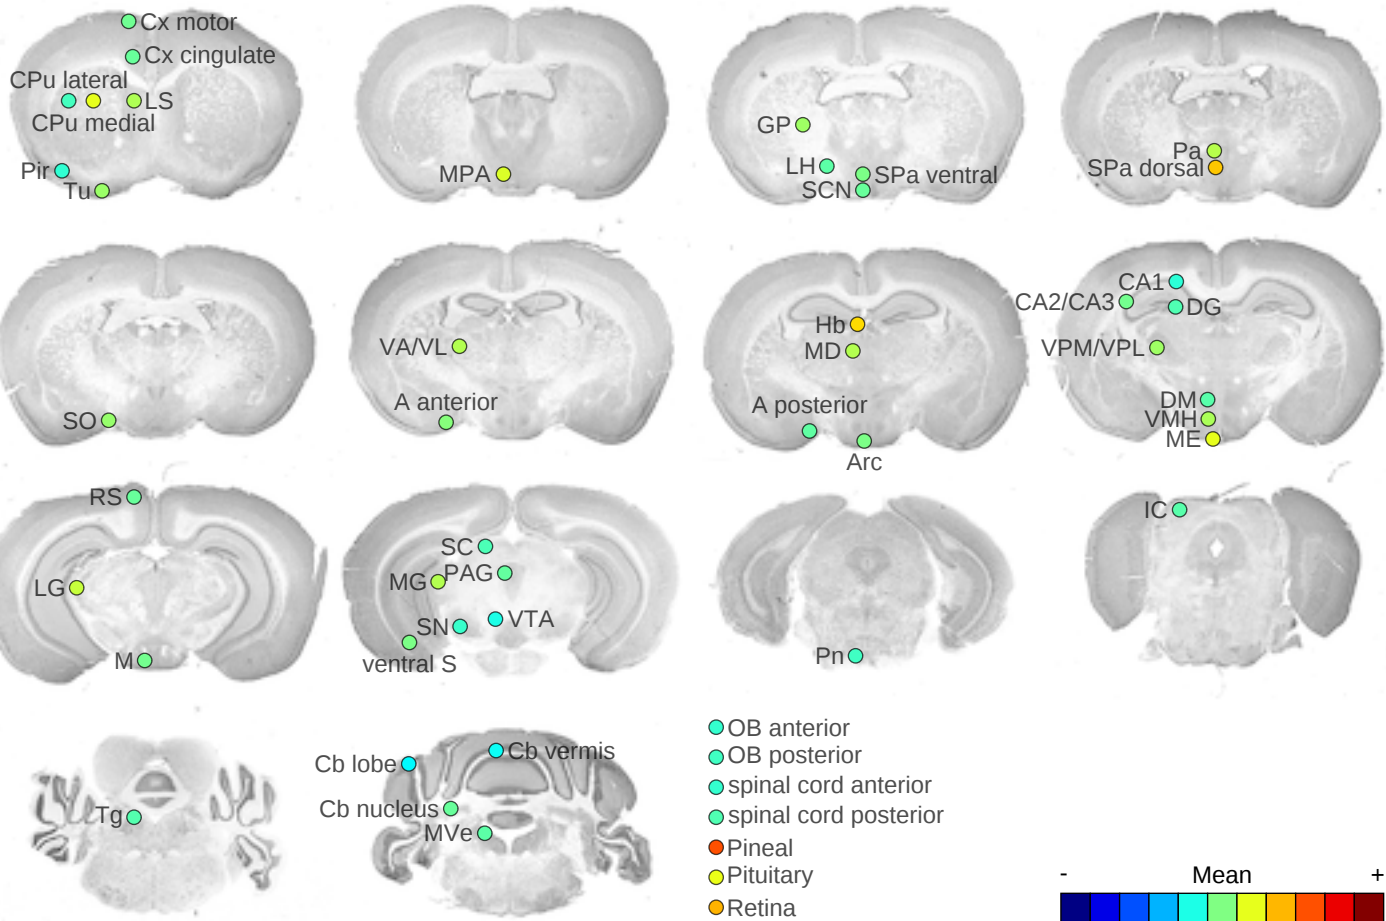 Cx motor
Cx cingulate
CPu lateral
LS
CPu medial
Pir
Tu
MPA
GP
LH
SPa ventral
SCN
Pa
SPa dorsal
SO
VA/VL
A anterior
Hb
MD
A posterior
Arc
CA1
CA2/CA3
DG
VPM/VPL
DM
VMH
ME
RS
LG
M
SC
PAG
MG
VTA
SN
ventral S
Pn
IC
Tg
Cb vermis
Cb lobe
Cb nucleus
MVe
OB anterior
OB posterior
spinal cord anterior
spinal cord posterior
Pineal
Pituitary
Retina
- Mean +